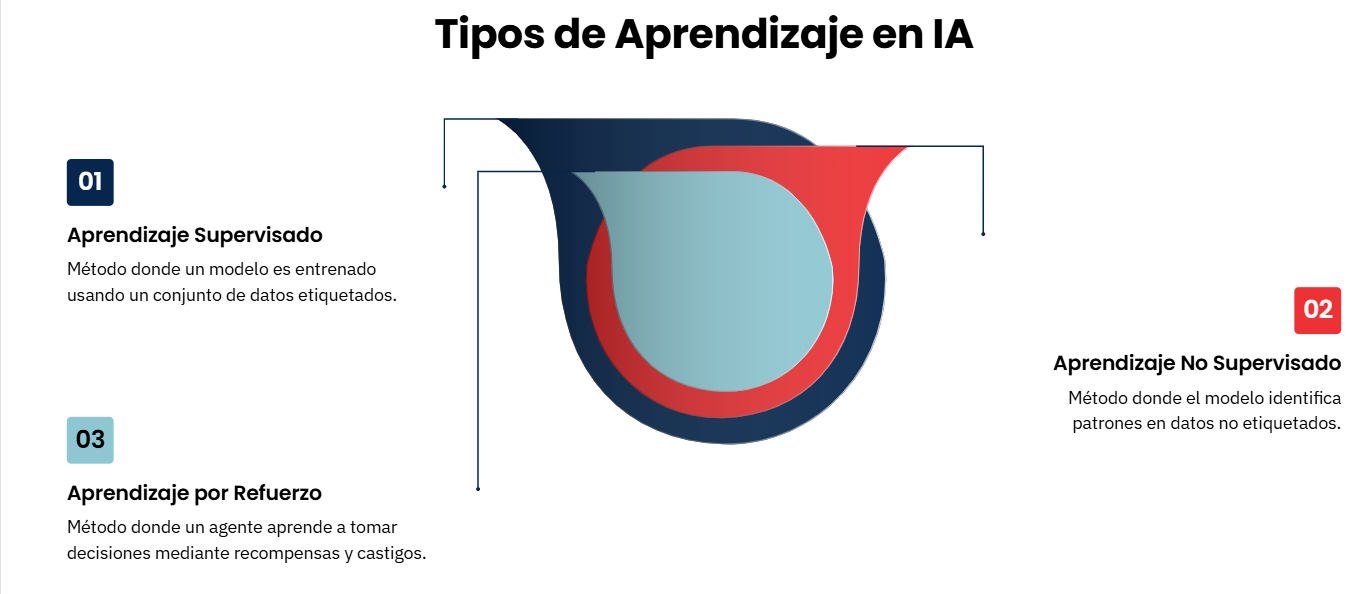 Tipos de Aprendizaje en IA
01
Aprendizaje Supervisado
Método donde un modelo es entrenado
usando un conjunto de datos etiquetados.
02
Aprendizaje No Supervisado
Método donde el modelo identifica
patrones en datos no etiquetados.
03
Aprendizaje por Refuerzo
Método donde un agente aprende a tomar
decisiones mediante recompensas y castigos.